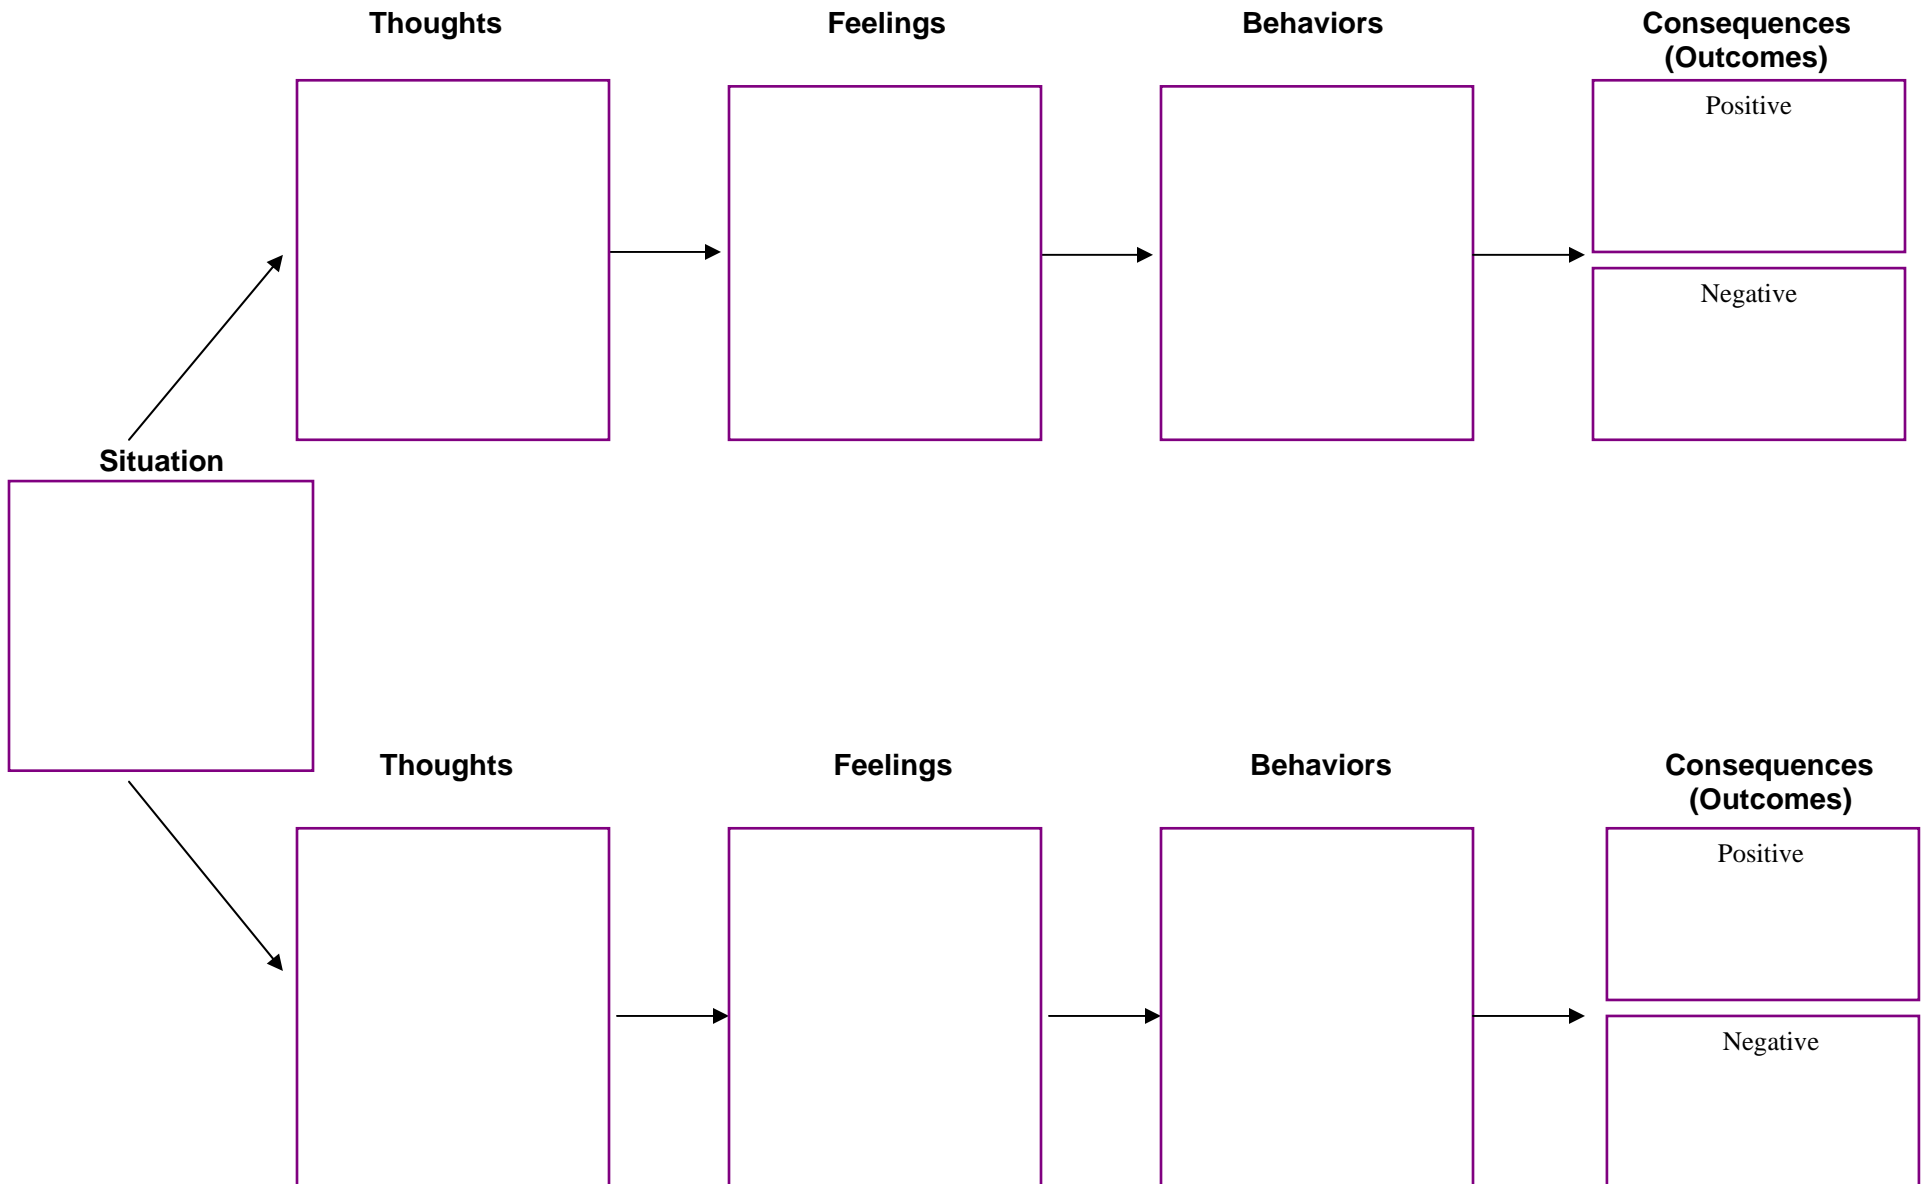 Thoughts
Feelings
Behaviors
Consequences
(Outcomes)
Positive
Negative
Situation
Thoughts
Feelings
Behaviors
Consequences
(Outcomes)
Positive
Negative